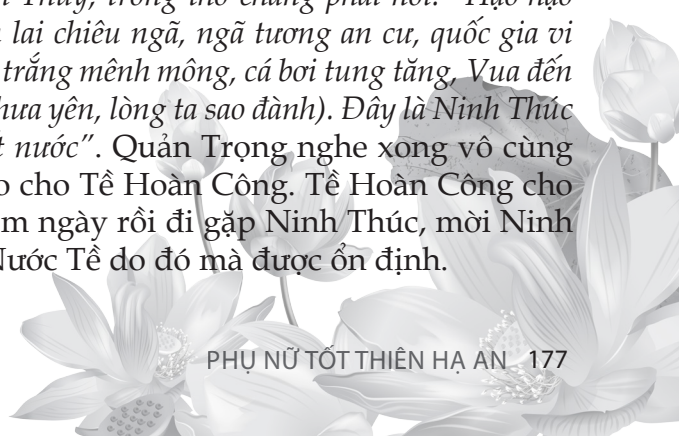 Thủy, trong thơ chẳng phải nói: "Hạo hạo
lai chiêu ngã, ngã tương an cư, quốc gia vi
trắng mênh mông, cá bơi tung tăng, Vua đến
hưa yên, lòng ta sao đành). Đây là Ninh Thúc
t nước". Quản Trọng nghe xong vô cùng
o cho Tề Hoàn Công. Tề Hoàn Công cho
m ngày rồi đi gặp Ninh Thúc, mời Ninh
Nước Tề do đó mà được ổn định.
PHỤ NỮ TỐT THIÊN HẠ AN 177